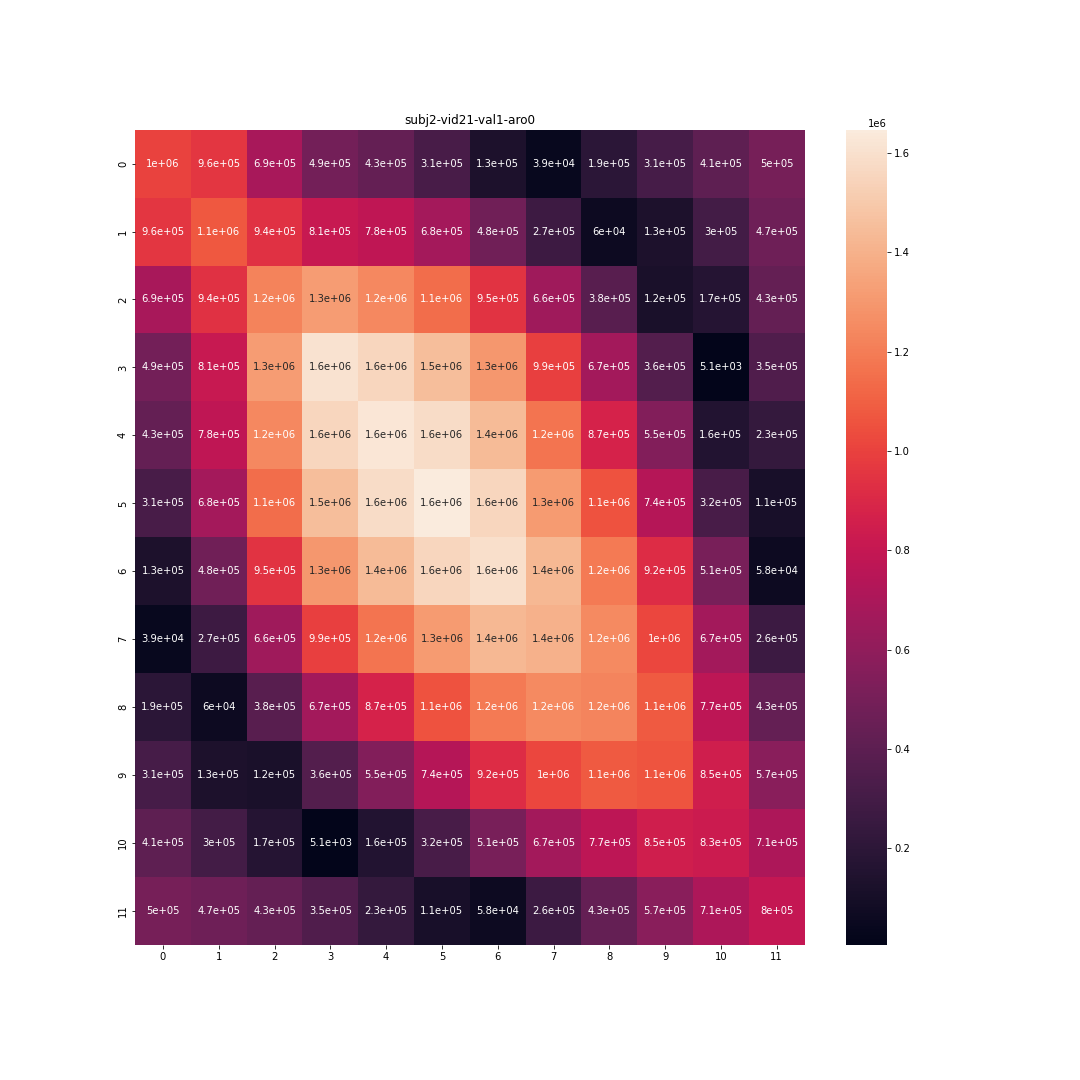 subj2-vid21-val1-aro0
1e6
0 1e+06 9.6e+05 6.9e+05 4.9e+05 4.3e+05 3.1e+05 1.3e+05 3.9e+04 1.9e+05 3.1e+05 4.1e+05 5e+05
1 9.6e+05 1.1e+06 9.4e+05 8.1e+05 7.8e+05 6.8e+05 4.8e+05 2.7e+05 6e+04 1.3e+05 3e+05 4.7e+05
2 6.9e+05 9.4e+05 1.2e+06 1.3e+06 1.2e+06 1.1e+06 9.5e+05 6.6e+05 3.8e+05 1.2e+05 1.7e+05 4.3e+05
3 4.9e+05 8.1e+05 1.3e+06 1.6e+06 1.6e+06 1.5e+06 1.3e+06 9.9e+05 6.7e+05 3.6e+05 5.1e+03 3.5e+05
4 4.3e+05 7.8e+05 1.2e+06 1.6e+06 1.6e+06 1.6e+06 1.4e+06 1.2e+06 8.7e+05 5.5e+05 1.6e+05 2.3e+05
5 3.1e+05 6.8e+05 1.1e+06 1.5e+06 1.6e+06 1.6e+06 1.6e+06 1.3e+06 1.1e+06 7.4e+05 3.2e+05 1.1e+05
6 1.3e+05 4.8e+05 9.5e+05 1.3e+06 1.4e+06 1.6e+06 1.6e+06 1.4e+06 1.2e+06 9.2e+05 5.1e+05 5.8e+04
7 3.9e+04 2.7e+05 6.6e+05 9.9e+05 1.2e+06 1.3e+06 1.4e+06 1.4e+06 1.2e+06 1e+06 6.7e+05 2.6e+05
8 1.9e+05 6e+04 3.8e+05 6.7e+05 8.7e+05 1.1e+06 1.2e+06 1.2e+06 1.2e+06 1.1e+06 7.7e+05 4.3e+05
9 3.1e+05 1.3e+05 1.2e+05 3.6e+05 5.5e+05 7.4e+05 9.2e+05 1e+06 1.1e+06 1.1e+06 8.5e+05 5.7e+05
10 4.1e+05 3e+05 1.7e+05 5.1e+03 1.6e+05 3.2e+05 5.1e+05 6.7e+05 7.7e+05 8.5e+05 8.3e+05 7.1e+05
11 5e+05 4.7e+05 4.3e+05 3.5e+05 2.3e+05 1.1e+05 5.8e+04 2.6e+05 4.3e+05 5.7e+05 7.1e+05 8e+05
0 1 2 3 4 5 6 7 8 9 10 11
1.6
1.4
1.2
1.0
0.8
0.6
0.4
0.2